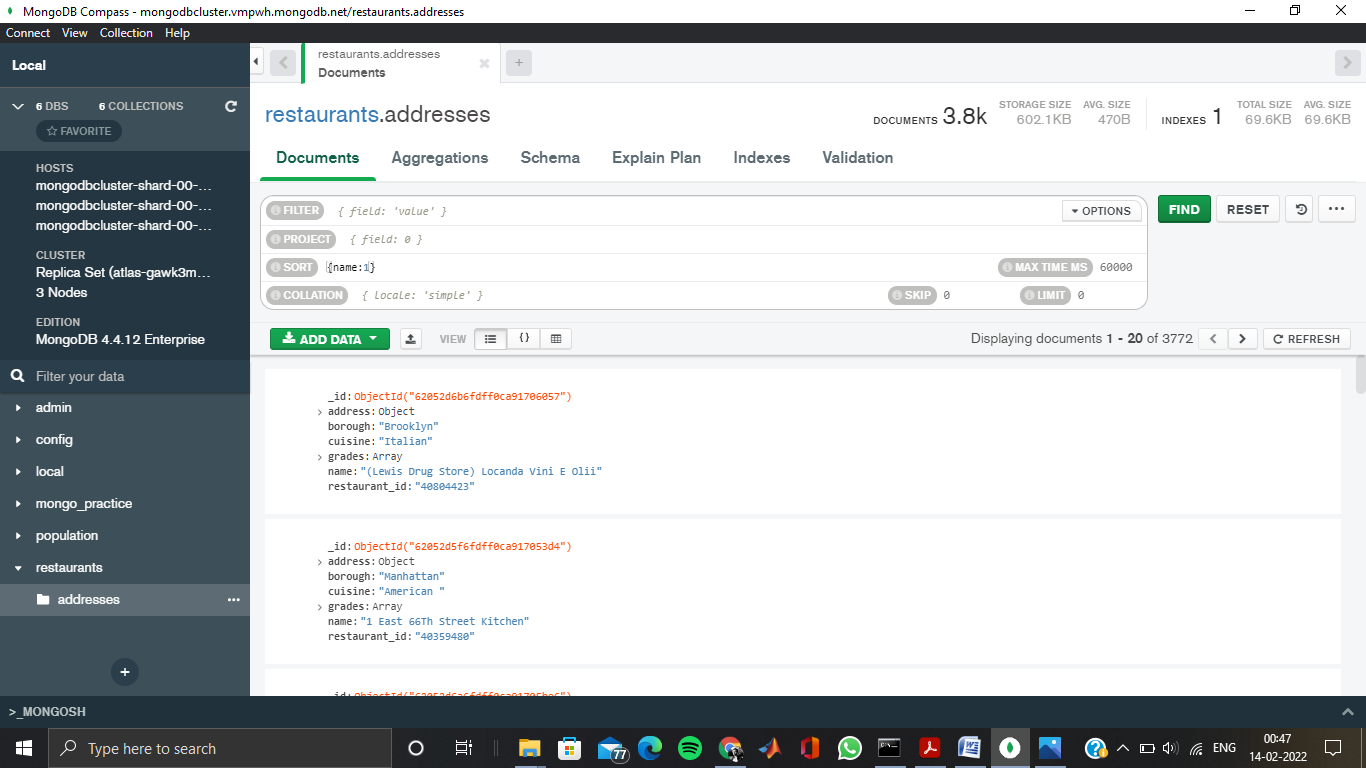 MongoDB Compass - mongodbcluster.vmpwh.mongodb.net/restaurants.addresses
Connect View Collection Help
Local
6 DBS 6 COLLECTIONS
FAVORITE
HOSTS
mongodbcluster-shard-00-...
mongodbcluster-shard-00-...
mongodbcluster-shard-00-...
CLUSTER
Replica Set (atlas-gawk3m...
3 Nodes
EDITION
MongoDB 4.4.12 Enterprise
Filter your data
admin
config
local
mongo_practice
population
restaurants
addresses
restaurants.addresses
Documents
restaurants.addresses
DOCUMENTS 3.8k
STORAGE SIZE
602.1KB
AVG. SIZE
470B
INDEXES 1
TOTAL SIZE
69.6KB
AVG. SIZE
69.6KB
Documents Aggregations Schema Explain Plan Indexes Validation
FILTER { field: 'value' } OPTIONS
FIND RESET
PROJECT { field: 0 }
SORT {name:1} MAX TIME MS 60000
COLLATION { locale: 'simple' } SKIP 0 LIMIT 0
ADD DATA VIEW {} Displaying documents 1 - 20 of 3772 REFRESH
_id: ObjectId("62052d6b6fdff0ca91706057")
address: Object
borough: "Brooklyn"
cuisine: "Italian"
grades: Array
name: "(Lewis Drug Store) Locanda Vini E Olii"
restaurant_id: "40804423"
_id: ObjectId("62052d5f6fdff0ca917053d4")
address: Object
borough: "Manhattan"
cuisine: "American "
grades: Array
name: "1 East 66Th Street Kitchen"
restaurant_id: "40359480"
>_MONGOSH
Type here to search
77
ENG
00:47
14-02-2022